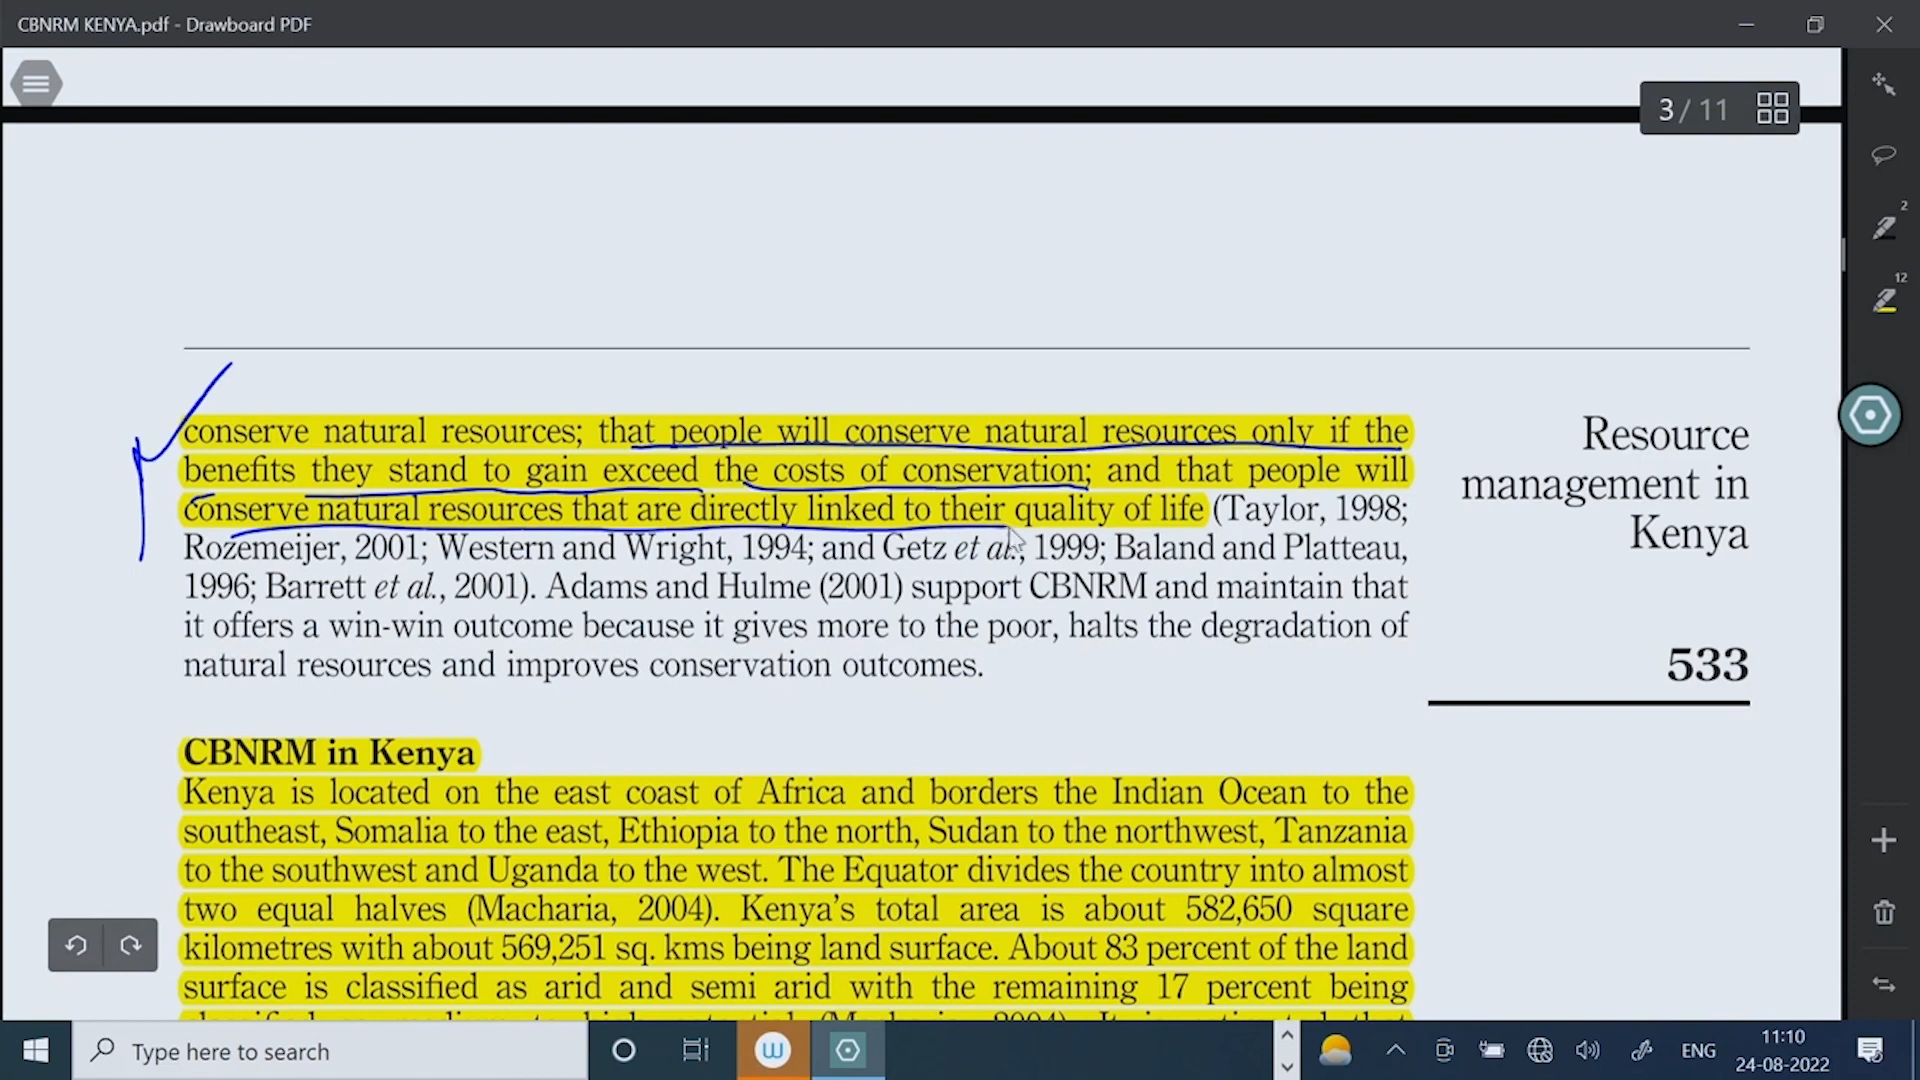 CBNRM KENYA.pdf - Drawboard PDF
3 / 11
2
12
conserve natural resources; that people will conserve natural resources only if the
benefits they stand to gain exceed the costs of conservation; and that people will
conserve natural resources that are directly linked to their quality of life (Taylor, 1998;
Rozemeijer, 2001; Western and Wright, 1994; and Getz et al., 1999; Baland and Platteau,
1996; Barrett et al., 2001). Adams and Hulme (2001) support CBNRM and maintain that
it offers a win-win outcome because it gives more to the poor, halts the degradation of
natural resources and improves conservation outcomes.
Resource
management in
Kenya
533
CBNRM in Kenya
Kenya is located on the east coast of Africa and borders the Indian Ocean to the
southeast, Somalia to the east, Ethiopia to the north, Sudan to the northwest, Tanzania
to the southwest and Uganda to the west. The Equator divides the country into almost
two equal halves (Macharia, 2004). Kenya's total area is about 582,650 square
kilometres with about 569,251 sq. kms being land surface. About 83 percent of the land
surface is classified as arid and semi arid with the remaining 17 percent being
Type here to search
ENG
11:10
24-08-2022